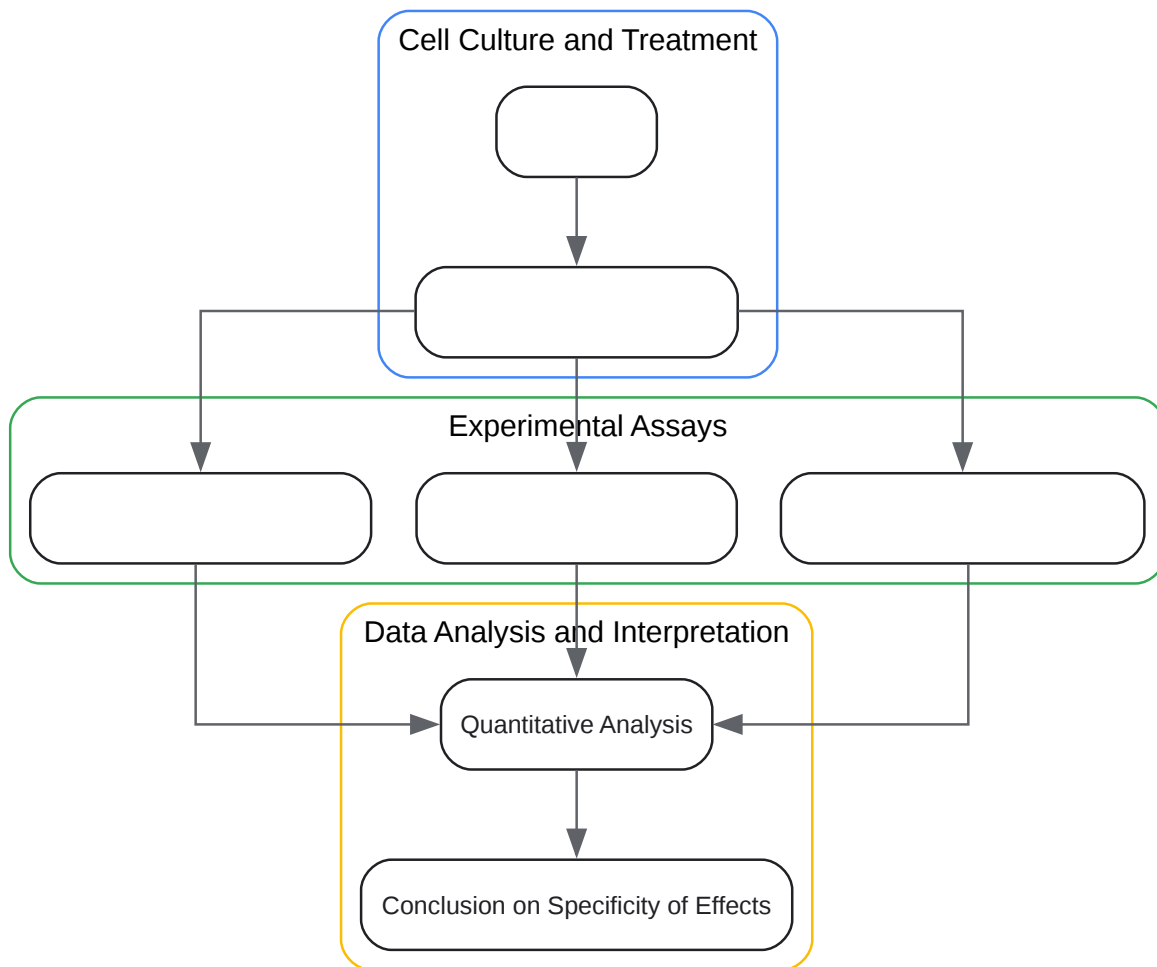 Cell Culture and Treatment
Experimental Assays
Data Analysis and Interpretation
Quantitative Analysis
Conclusion on Specificity of Effects